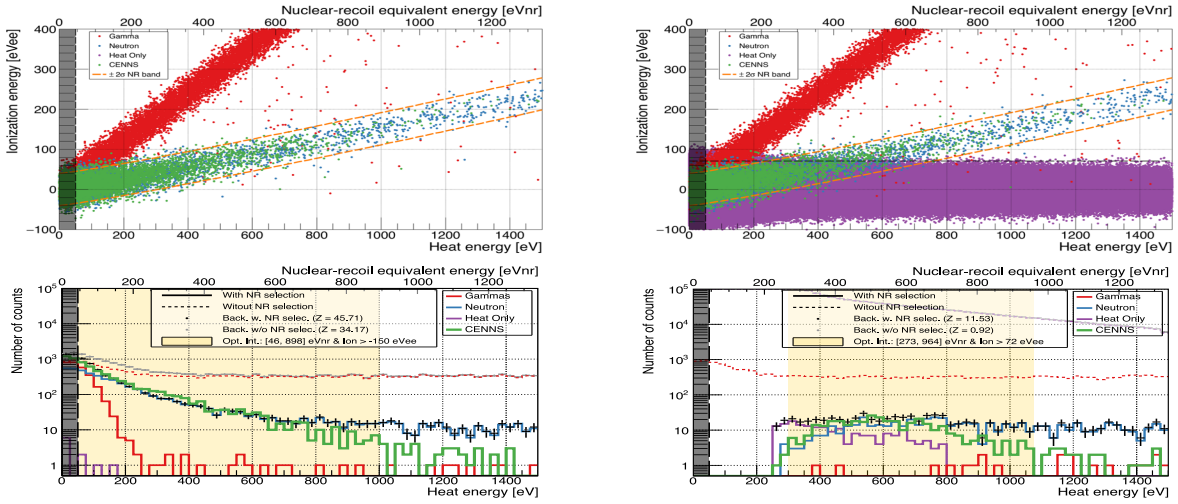 Nuclear-recoil equivalent energy [eVnr]
0 200 400 600 800 1000 1200
Ionization energy [eVee]
400
300
200
100
0
−100
Gamma
Neutron
Heat Only
CENNS
± 2σ NR band
0 200 400 600 800 1000 1200 1400
Heat energy [eV]
Nuclear-recoil equivalent energy [eVnr]
0 200 400 600 800 1000 1200
Ionization energy [eVee]
400
300
200
100
0
−100
Gamma
Neutron
Heat Only
CENNS
± 2σ NR band
0 200 400 600 800 1000 1200 1400
Heat energy [eV]
Nuclear-recoil equivalent energy [eVnr]
0 200 400 600 800 1000 1200
Number of counts
10⁵
10⁴
10³
10²
10
1
With NR selection
Witout NR selection
Back. w. NR selec. (Z = 45.71)
Back. w/o NR selec. (Z = 34.17)
Opt. Int.: [46, 898] eVnr & Ion > -150 eVee
Gammas
Neutron
Heat Only
CENNS
0 200 400 600 800 1000 1200 1400
Heat energy [eV]
Nuclear-recoil equivalent energy [eVnr]
0 200 400 600 800 1000 1200
Number of counts
10⁵
10⁴
10³
10²
10
1
With NR selection
Witout NR selection
Back. w. NR selec. (Z = 11.53)
Back. w/o NR selec. (Z = 0.92)
Opt. Int.: [273, 964] eVnr & Ion > 72 eVee
Gammas
Neutron
Heat Only
CENNS
0 200 400 600 800 1000 1200 1400
Heat energy [eV]